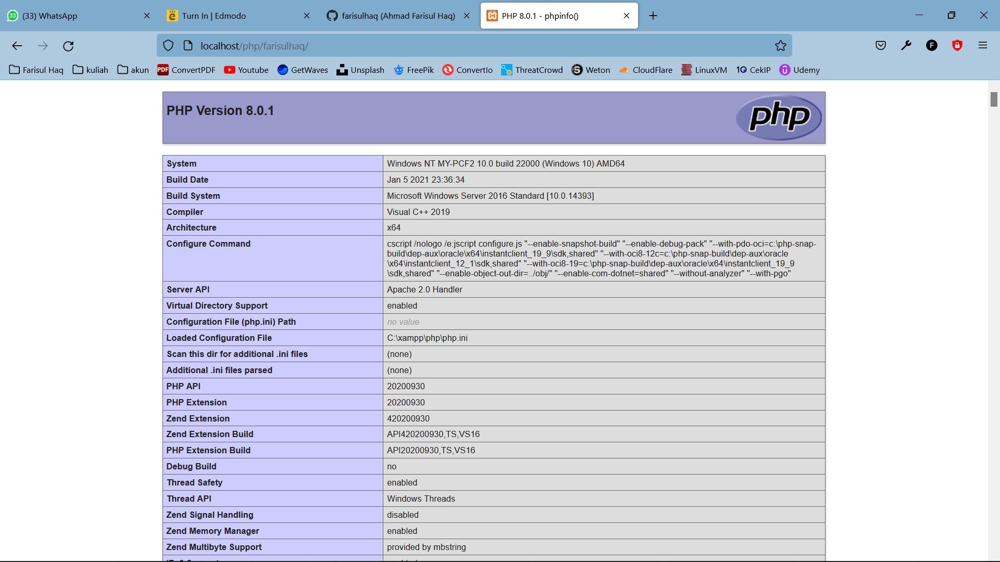 33 (33) WhatsApp
ë Turn In | Edmodo
farisulhaq (Ahmad Farisul Haq)
PHP 8.0.1 - phpinfo()
localhost/php/farisulhaq/
F
Farisul Haq
kuliah
akun
PDF ConvertPDF
Youtube
GetWaves
Unsplash
FreePik
ConvertIo
ThreatCrowd
S Weton
CloudFlare
LinuxVM
1Q CekIP
Udemy
PHP Version 8.0.1
php
System Windows NT MY-PCF2 10.0 build 22000 (Windows 10) AMD64
Build Date Jan 5 2021 23:36:34
Build System Microsoft Windows Server 2016 Standard [10.0.14393]
Compiler Visual C++ 2019
Architecture x64
Configure Command cscript /nologo /e:jscript configure.js "--enable-snapshot-build" "--enable-debug-pack" "--with-pdo-oci=c:\php-snap-
build\dep-aux\oracle\x64\instantclient_19_9\sdk,shared" "--with-oci8-12c=c:\php-snap-build\dep-aux\oracle
\x64\instantclient_12_1\sdk,shared" "--with-oci8-19=c:\php-snap-build\dep-aux\oracle\x64\instantclient_19_9
\sdk,shared" "--enable-object-out-dir=../obj/" "--enable-com-dotnet=shared" "--without-analyzer" "--with-pgo"
Server API Apache 2.0 Handler
Virtual Directory Support enabled
Configuration File (php.ini) Path no value
Loaded Configuration File C:\xampp\php\php.ini
Scan this dir for additional .ini files (none)
Additional .ini files parsed (none)
PHP API 20200930
PHP Extension 20200930
Zend Extension 420200930
Zend Extension Build API420200930,TS,VS16
PHP Extension Build API20200930,TS,VS16
Debug Build no
Thread Safety enabled
Thread API Windows Threads
Zend Signal Handling disabled
Zend Memory Manager enabled
Zend Multibyte Support provided by mbstring